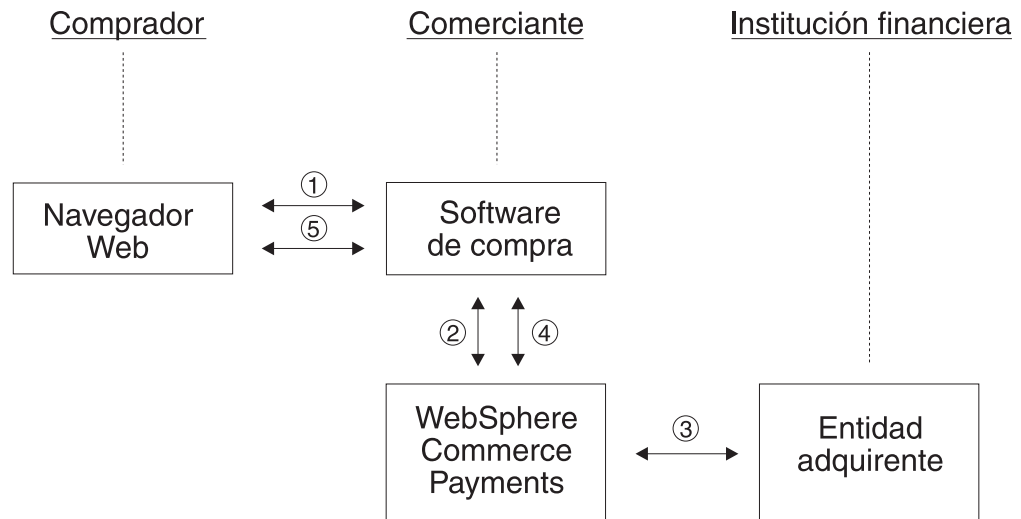 Comprador
Comerciante
Institución financiera
Navegador
Web
①
⑤
Software
de compra
②
④
WebSphere
Commerce
Payments
③
Entidad
adquirente